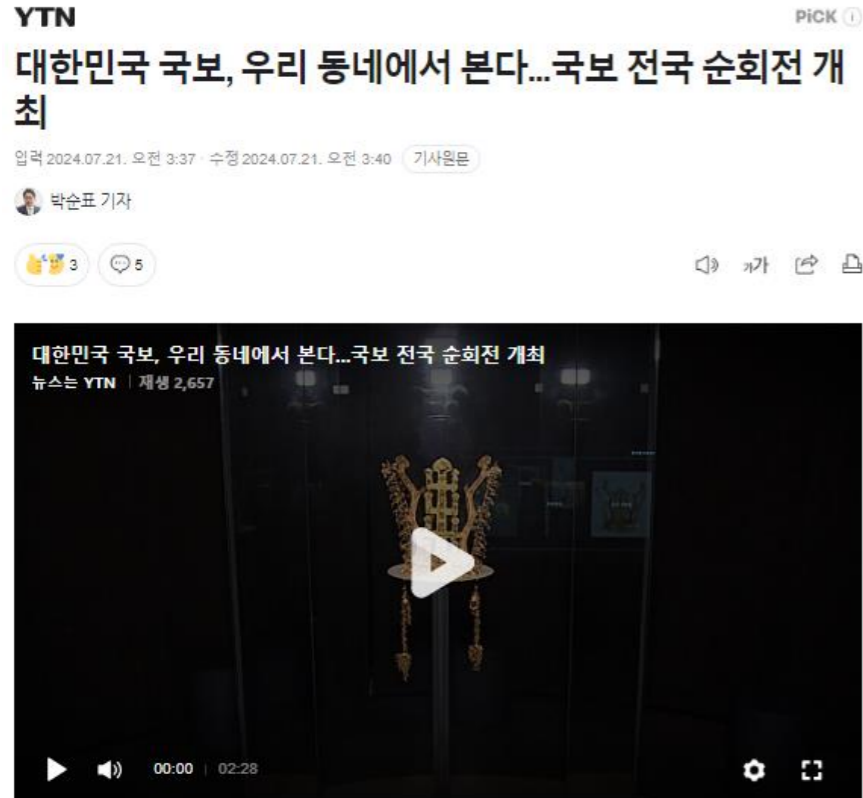 YTN
PiCK
대한민국 국보, 우리 동네에서 본다...국보 전국 순회전 개
최
입력 2024.07.21. 오전 3:37 · 수정 2024.07.21. 오전 3:40 기사원문
박순표 기자
3 5
가가
대한민국 국보, 우리 동네에서 본다...국보 전국 순회전 개최
뉴스는 YTN | 재생 2,657
00:00 | 02:28